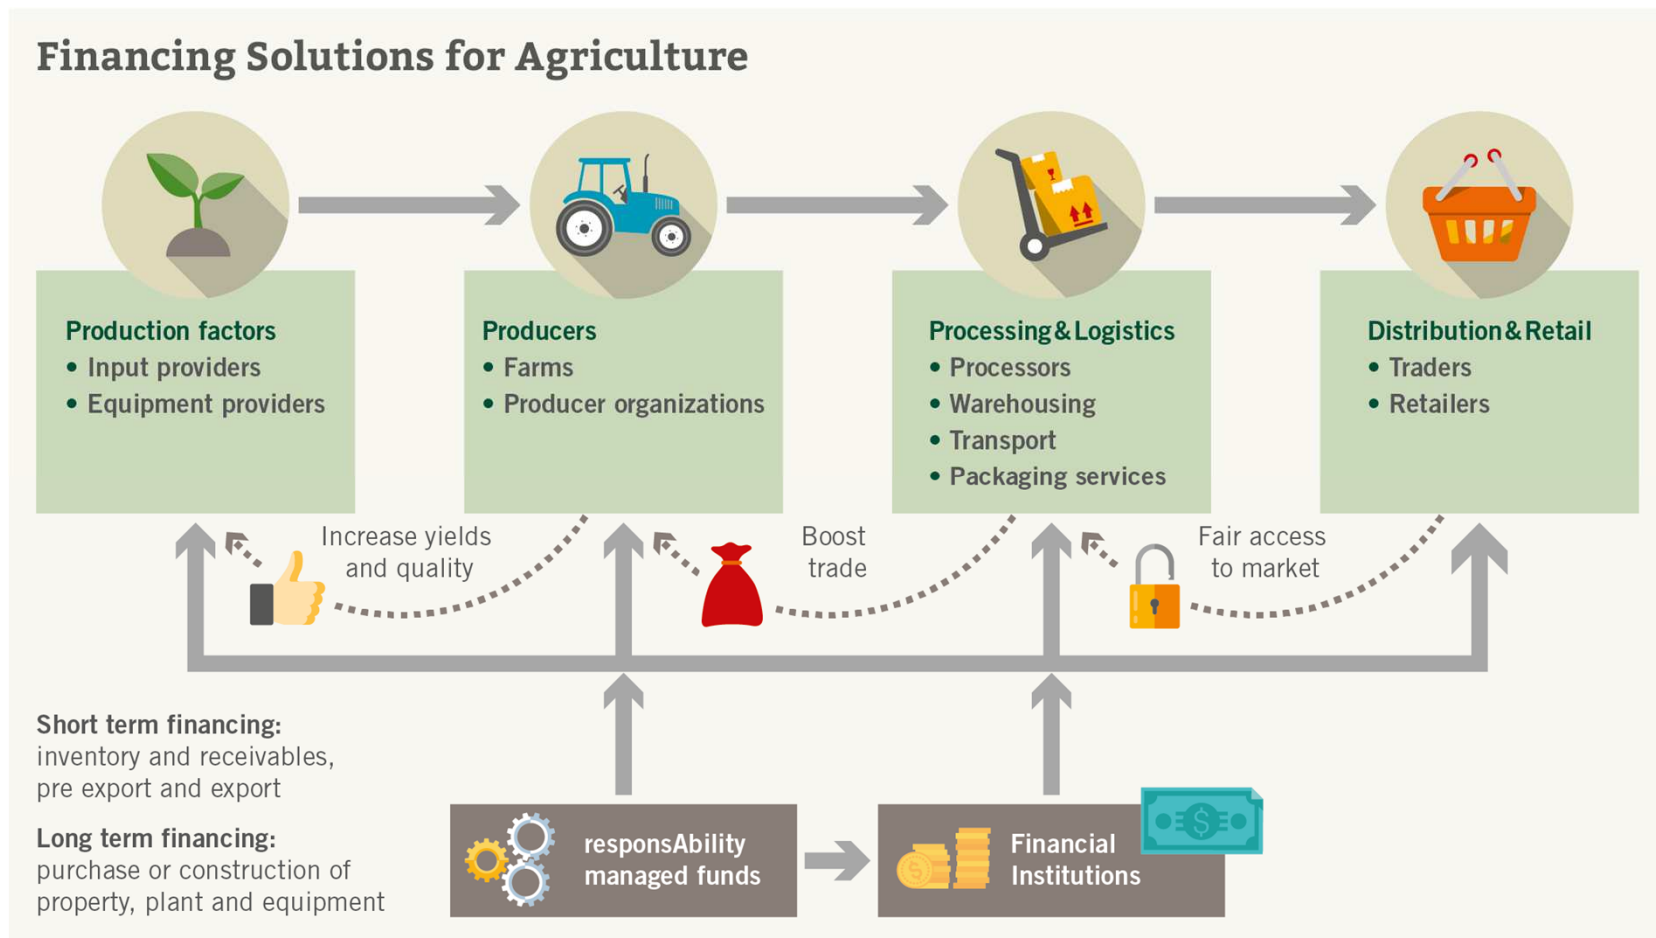 Financing Solutions for Agriculture
Production factors
• Input providers
• Equipment providers
Producers
• Farms
• Producer organizations
Processing & Logistics
• Processors
• Warehousing
• Transport
• Packaging services
Distribution & Retail
• Traders
• Retailers
Increase yields
and quality
Boost
trade
Fair access
to market
Short term financing:
inventory and receivables,
pre export and export
Long term financing:
purchase or construction of
property, plant and equipment
responsAbility
managed funds
Financial
Institutions